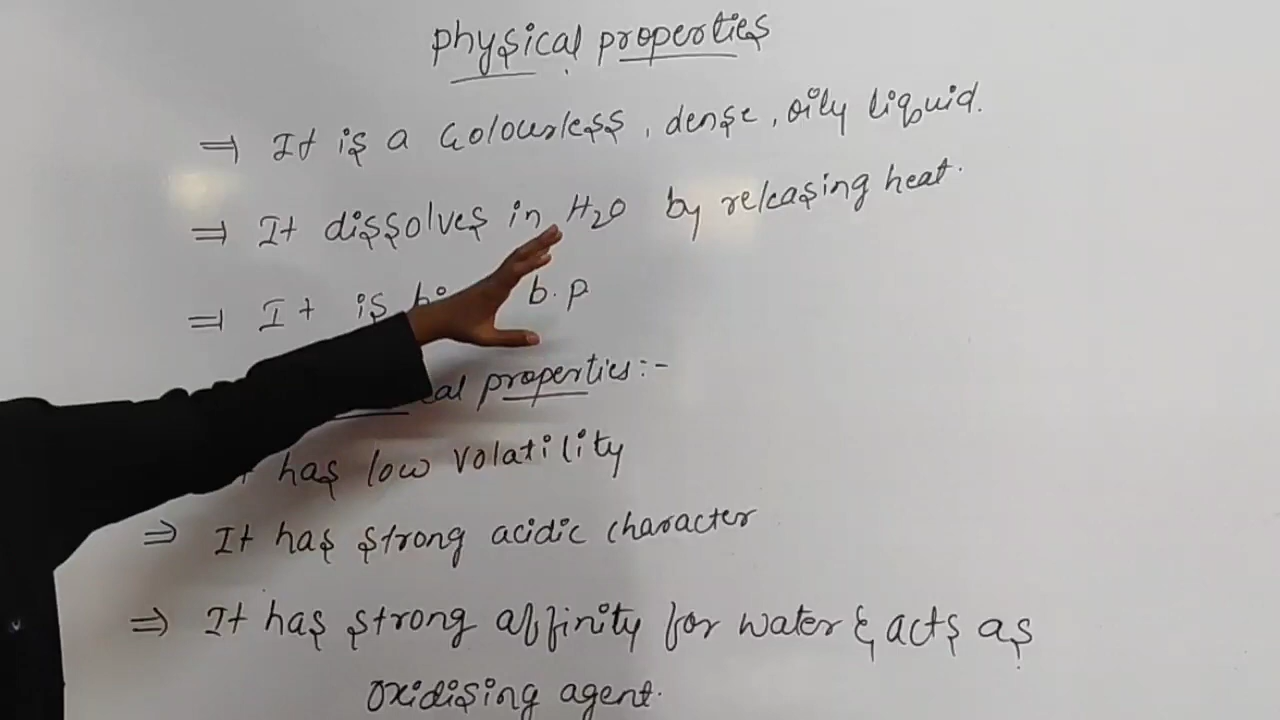 physical properties
⇒ It is a colourless, dense, oily liquid.
⇒ It dissolves in H₂O by releasing heat.
⇒ It is b.p
properties:-
has low volatility
⇒ It has strong acidic character
⇒ It has strong affinity for water & acts as
oxidising agent.